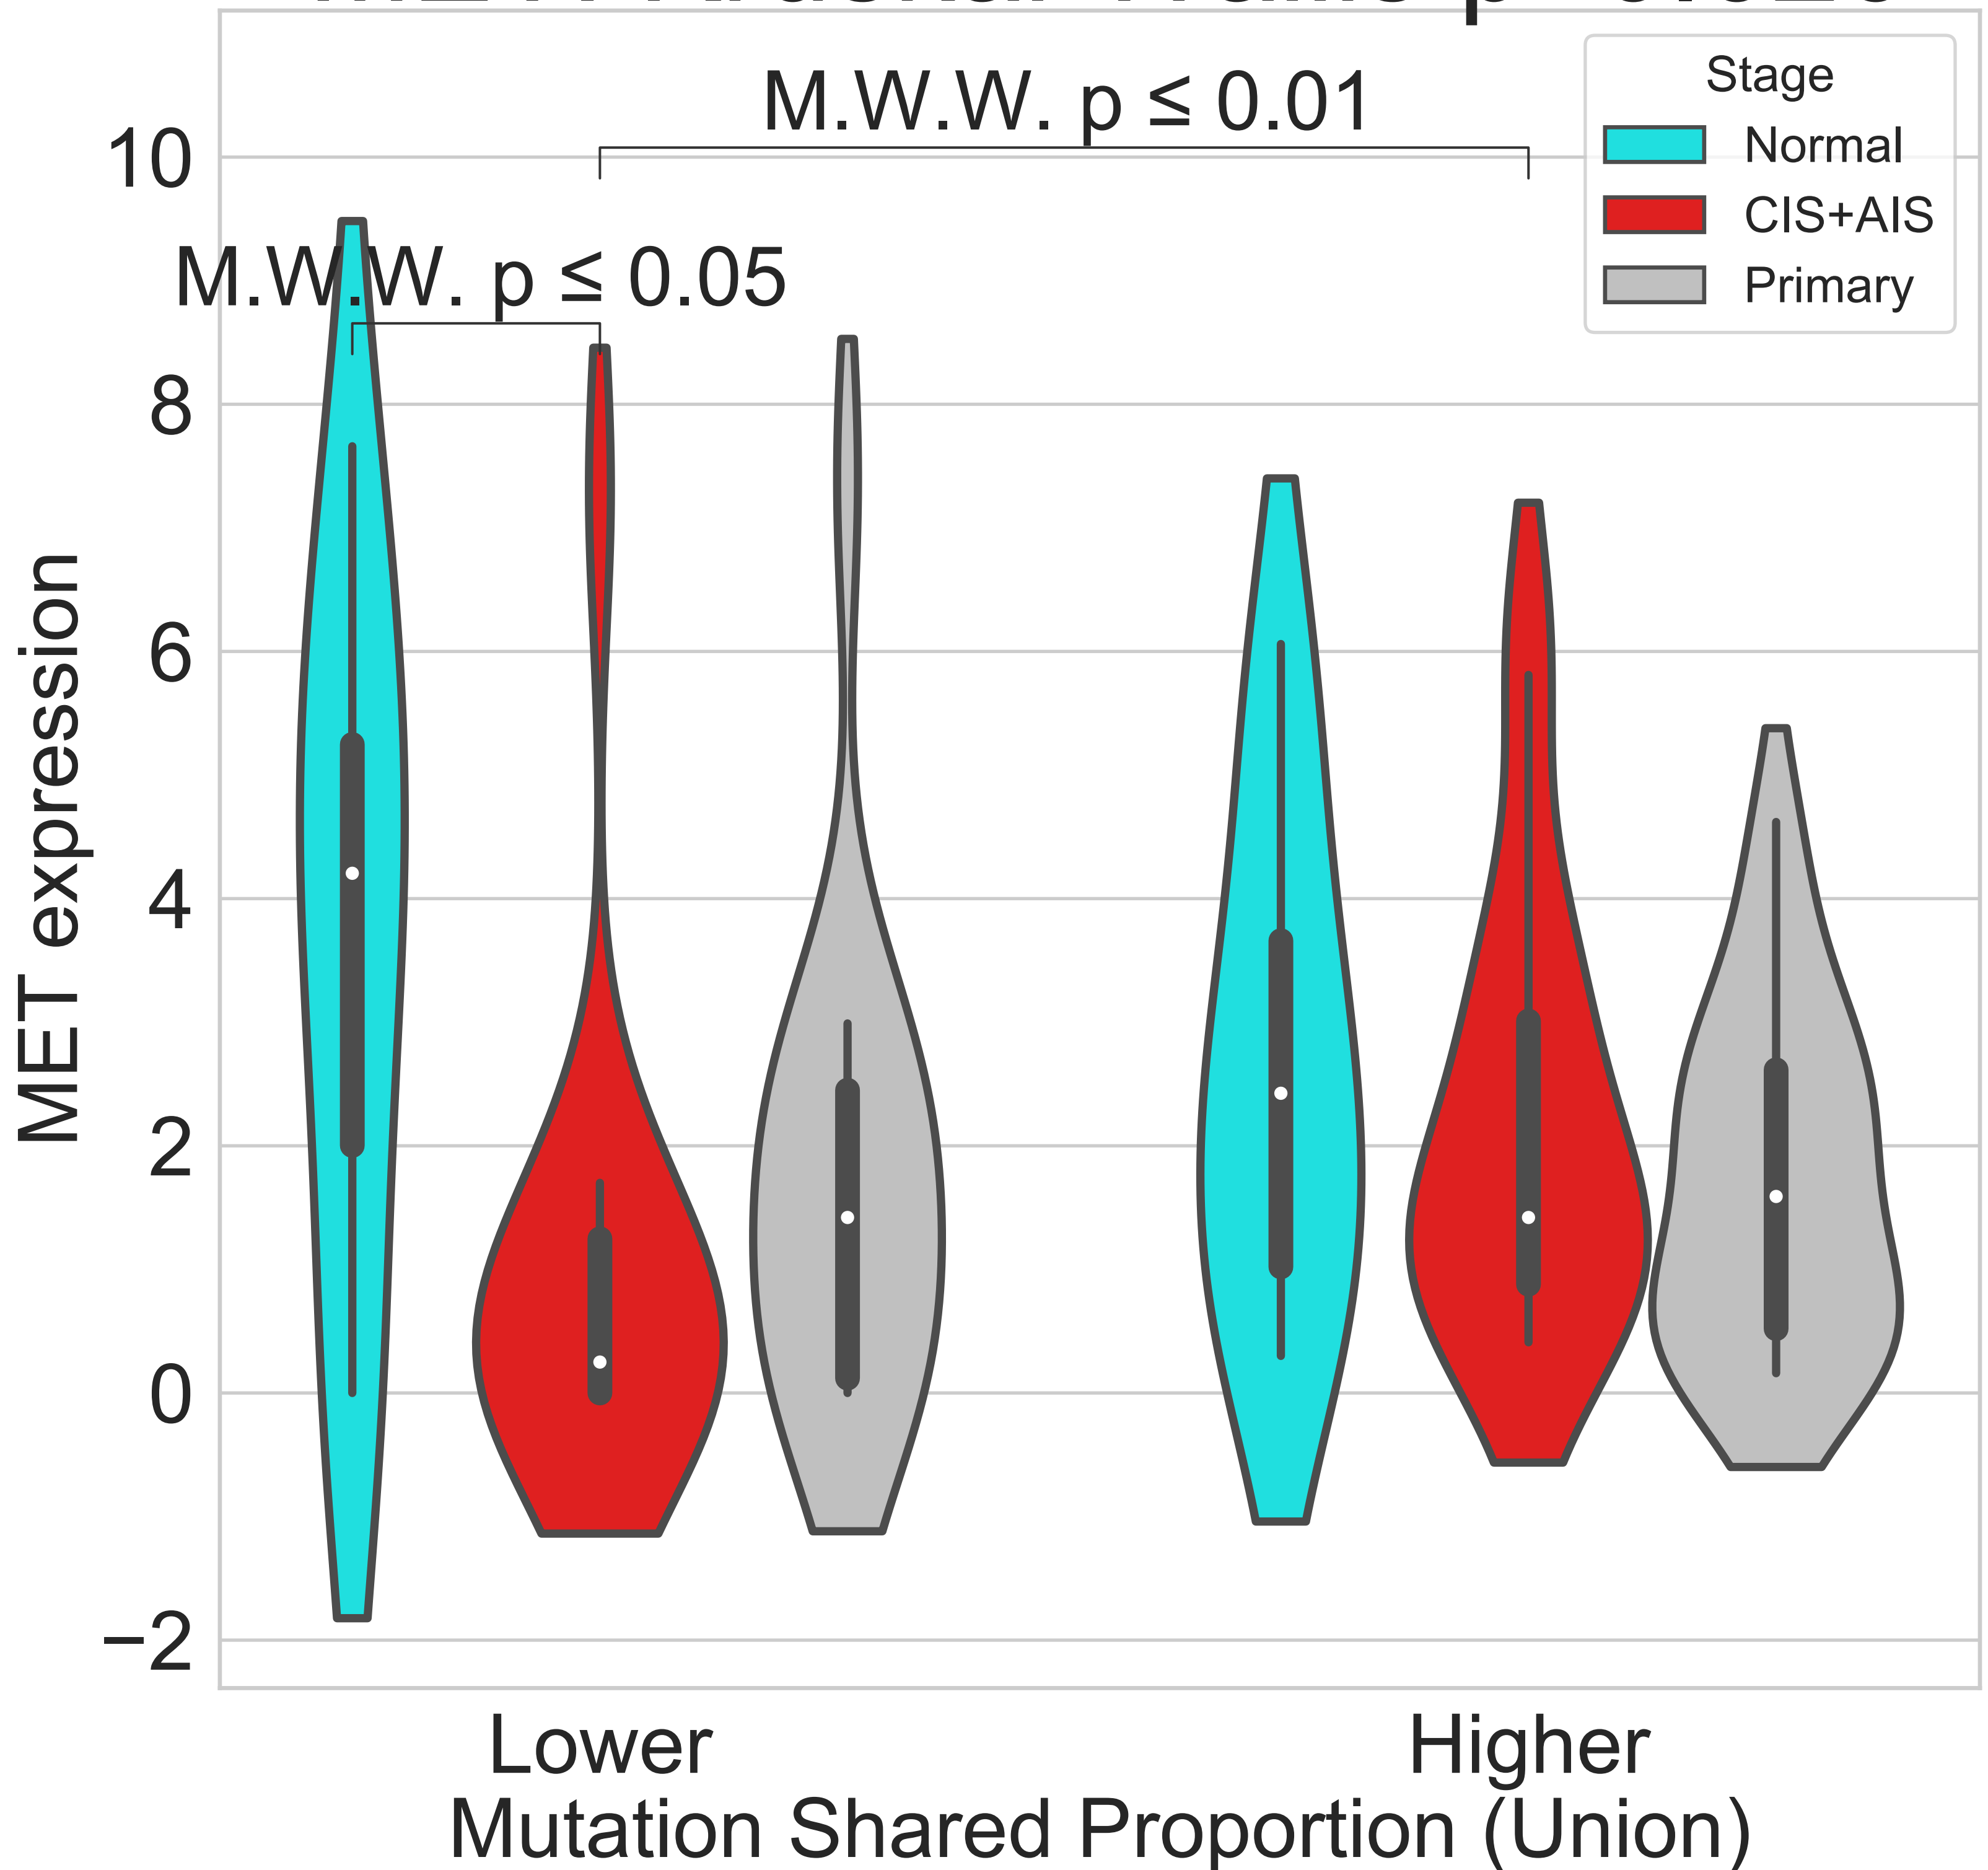 M.W.W. p ≤ 0.01
Stage
Normal
CIS+AIS
Primary
M.W.W. p ≤ 0.05
10
8
6
4
2
0
−2
MET expression
Lower
Higher
Mutation Shared Proportion (Union)